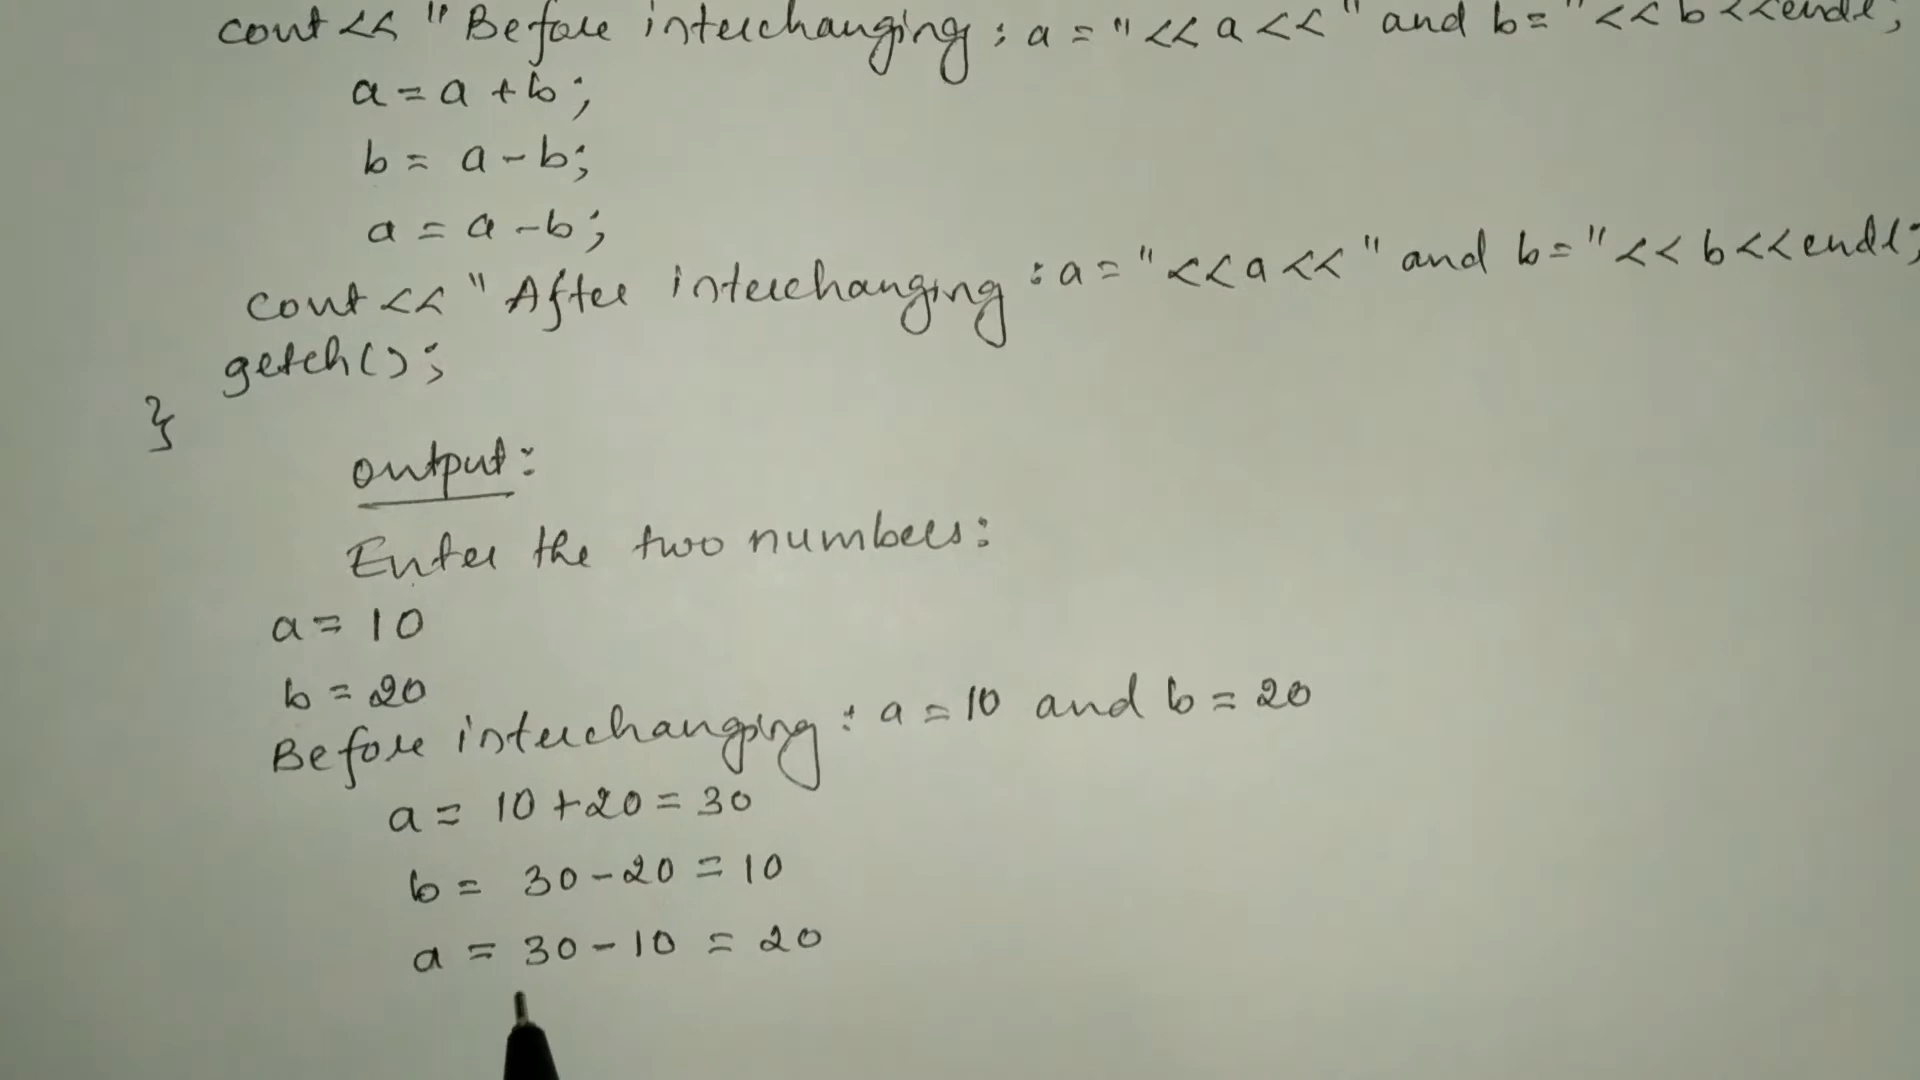 cout << "Before interchanging : a = "<< a << " and b = "<< b <<endl;
a = a + b;
b = a - b;
a = a - b;
cout << "After interchanging : a = "<< a << " and b = "<< b <<endl;
getch();
}
output:
Enter the two numbers:
a = 10
b = 20
Before interchanging : a = 10 and b = 20
a = 10 + 20 = 30
b = 30 - 20 = 10
a = 30 - 10 = 20